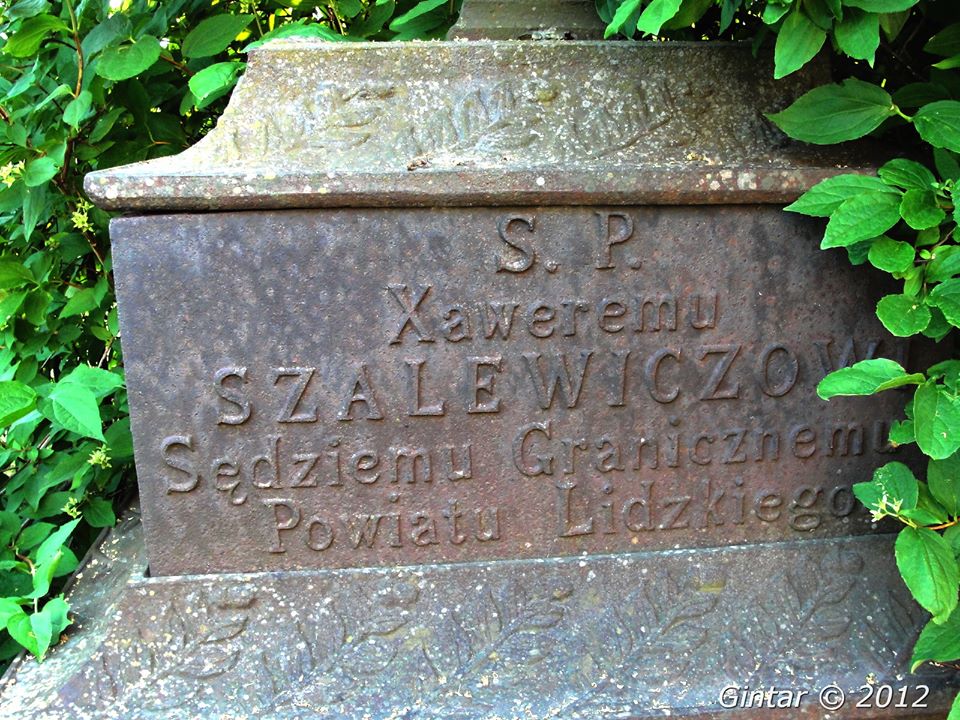 S. P.
Xaweremu
SZALEWICZOW
Sędziemu Granicznemu
Powiatu Lidzkiego
Gintar © 2012